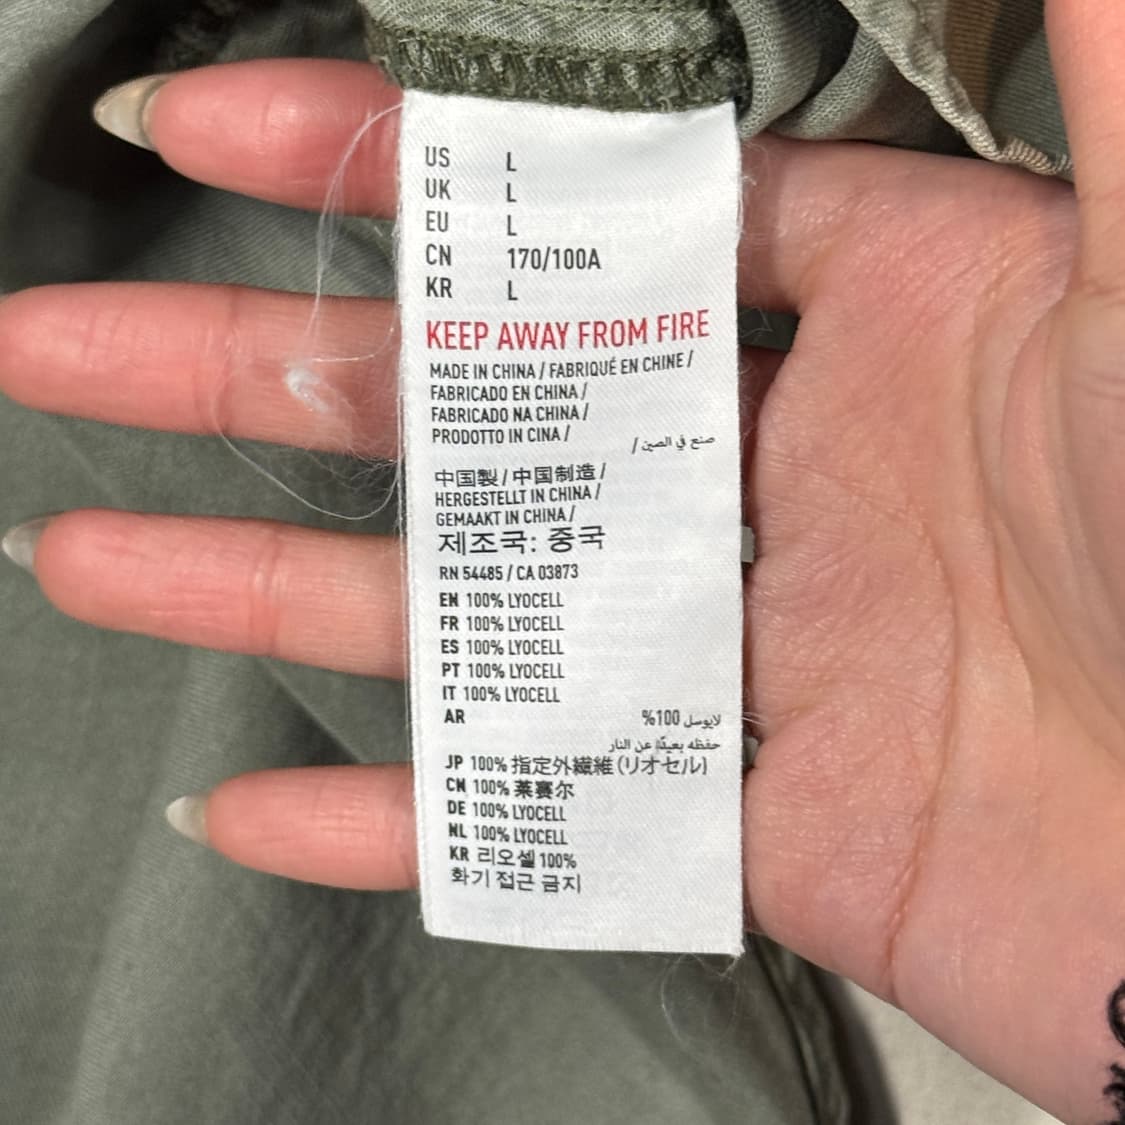 US L
UK L
EU L
CN 170/100A
KR L
KEEP AWAY FROM FIRE
MADE IN CHINA / FABRIQUÉ EN CHINE /
FABRICADO EN CHINA /
FABRICADO NA CHINA /
PRODOTTO IN CINA /
صنع في الصين /
中国製 / 中国制造 /
HERGESTELLT IN CHINA /
GEMAAKT IN CHINA /
제조국: 중국
RN 54485 / CA 03873
EN 100% LYOCELL
FR 100% LYOCELL
ES 100% LYOCELL
PT 100% LYOCELL
IT 100% LYOCELL
AR لايوسل 100%
حفظه بعيدًا عن النار
JP 100% 指定外繊維 (リオセル)
CN 100% 莱赛尔
DE 100% LYOCELL
NL 100% LYOCELL
KR 리오셀 100%
화기 접근 금지